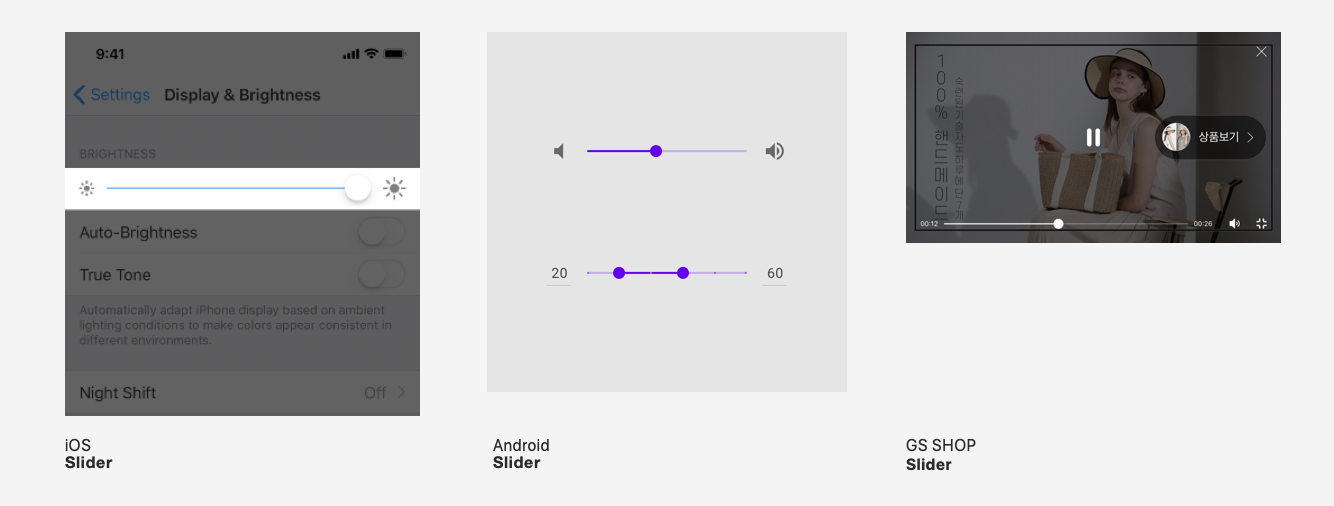 9:41
Settings
Display & Brightness
BRIGHTNESS
Auto-Brightness
True Tone
Automatically adapt iPhone display based on ambient
lighting conditions to make colors appear consistent in
different environments.
Night Shift
Off
iOS
Slider
20
60
Android
Slider
100% 핸드메이드
숙련된 기술자도 하루에 단 7개
상품보기
00:12
00:26
GS SHOP
Slider